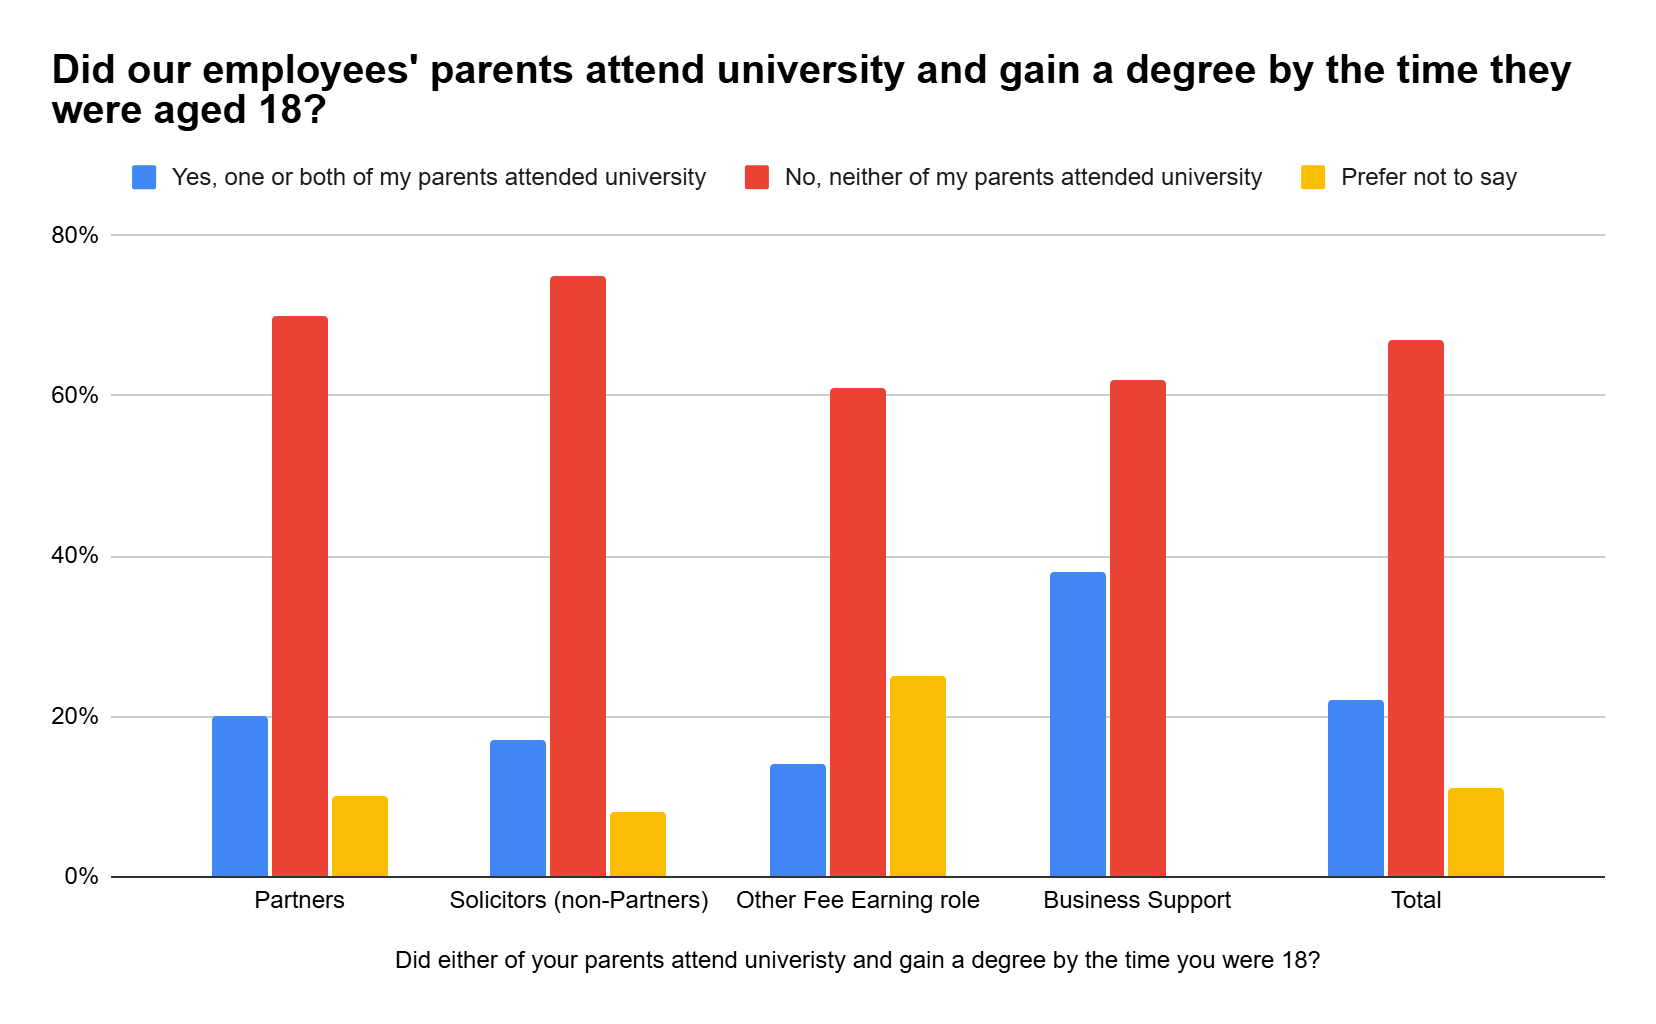 Did our employees' parents attend university and gain a degree by the time they
were aged 18?
Yes, one or both of my parents attended university
No, neither of my parents attended university
Prefer not to say
80%
60%
40%
20%
0%
Partners
Solicitors (non-Partners)
Other Fee Earning role
Business Support
Total
Did either of your parents attend univeristy and gain a degree by the time you were 18?